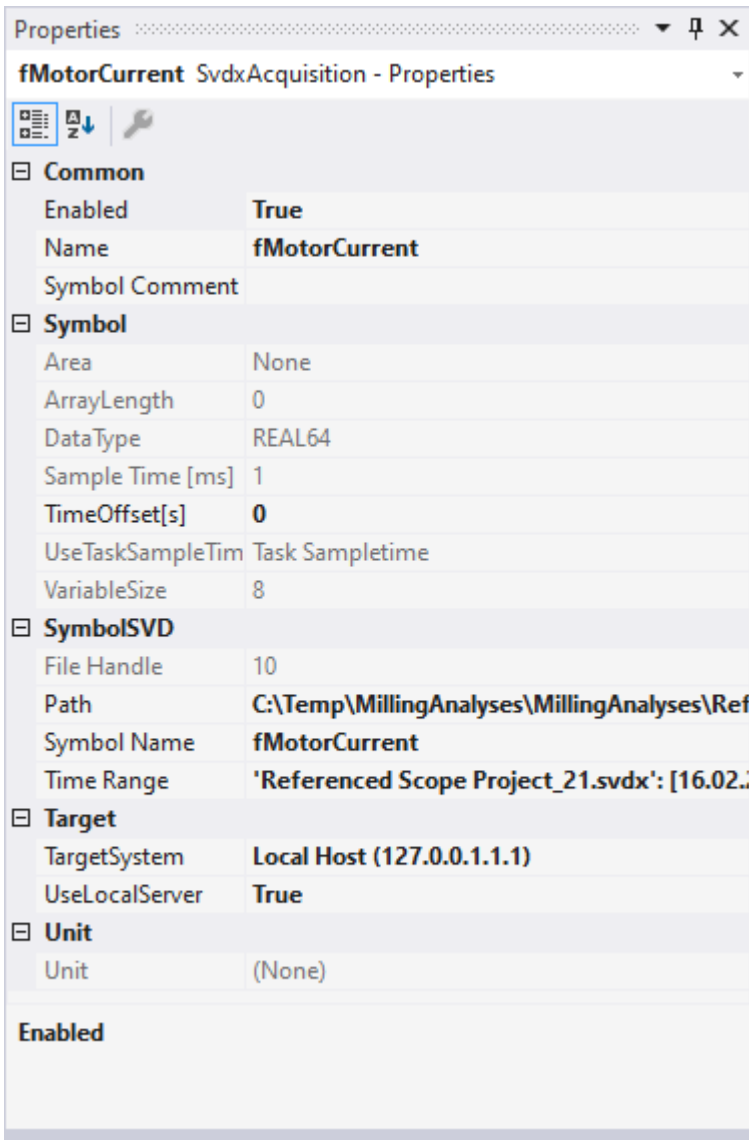 Properties
fMotorCurrent SvdxAcquisition - Properties
Common
Enabled True
Name fMotorCurrent
Symbol Comment
Symbol
Area None
ArrayLength 0
DataType REAL64
Sample Time [ms] 1
TimeOffset[s] 0
UseTaskSampleTim Task Sampletime
VariableSize 8
SymbolSVD
File Handle 10
Path C:\Temp\MillingAnalyses\MillingAnalyses\Ref
Symbol Name fMotorCurrent
Time Range 'Referenced Scope Project_21.svdx': [16.02.2
Target
TargetSystem Local Host (127.0.0.1.1.1)
UseLocalServer True
Unit
Unit (None)
Enabled